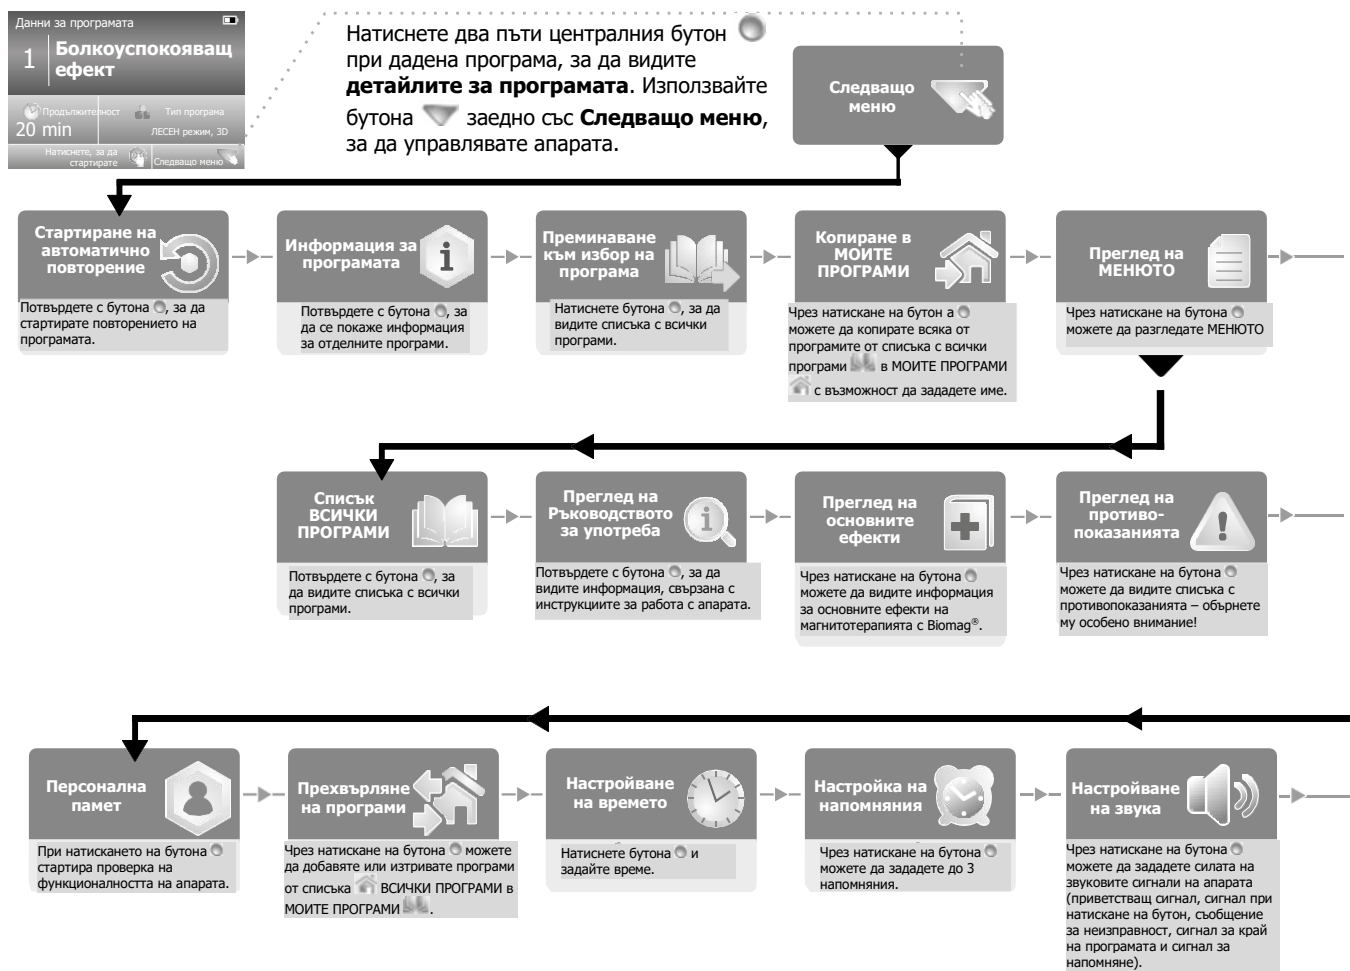 Данни за програмата
1
Болкоуспокояващ
ефект
Продължителност
20 min
Тип програма
ЛЕСЕН режим, 3D
Натиснете, за да
стартирате
Следващо меню
Натиснете два пъти централния бутон
при дадена програма, за да видите
детайлите за програмата. Използвайте
бутона заедно със Следващо меню,
за да управлявате апарата.
Следващо
меню
Стартиране на
автоматично
повторение
Потвърдете с бутона , за да
стартирате повторението на
програмата.
Информация за
програмата
i
Потвърдете с бутона , за
да се покаже информация
за отделните програми.
Преминаване
към избор на
програма
Натиснете бутона , за да
видите списъка с всички
програми.
Копиране в
МОИТЕ
ПРОГРАМИ
Чрез натискане на бутон а
можете да копирате всяка от
програмите от списъка с всички
програми в МОИТЕ ПРОГРАМИ
с възможност да зададете име.
Преглед на
МЕНЮТО
Чрез натискане на бутона
можете да разгледате МЕНЮТО
Списък
ВСИЧКИ
ПРОГРАМИ
Потвърдете с бутона , за
да видите списъка с всички
програми.
Преглед на
Ръководството
за употреба
i
Потвърдете с бутона , за да
видите информация, свързана с
инструкциите за работа с апарата.
Преглед на
основните
ефекти
Чрез натискане на бутона
можете да видите информация
за основните ефекти на
магнитотерапията с Biomag®.
Преглед на
противо-
показанията
!
Чрез натискане на бутона
можете да видите списъка с
противопоказанията – обърнете
му особено внимание!
Персонална
памет
При натискането на бутона
стартира проверка на
функционалността на апарата.
Прехвърляне
на програми
Чрез натискане на бутона можете
да добавяте или изтривате програми
от списъка ВСИЧКИ ПРОГРАМИ в
МОИТЕ ПРОГРАМИ .
Настройване
на времето
Натиснете бутона и
задайте време.
Настройка на
напомняния
Чрез натискане на бутона
можете да зададете до 3
напомняния.
Настройване
на звука
Чрез натискане на бутона
можете да зададете силата на
звуковите сигнали на апарата
(приветстващ сигнал, сигнал при
натискане на бутон, съобщение
за неизправност, сигнал за край
на програмата и сигнал за
напомняне).